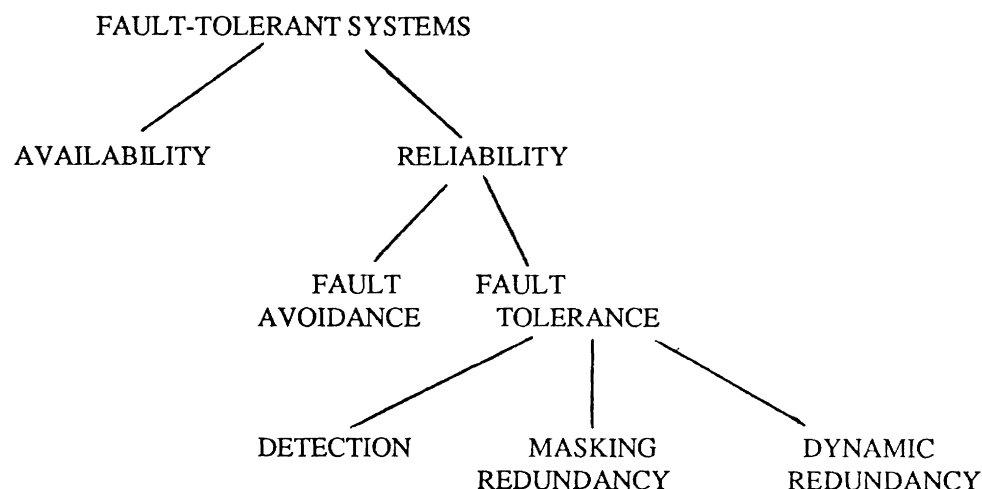 FAULT-TOLERANT SYSTEMS
AVAILABILITY
RELIABILITY
FAULT
AVOIDANCE
FAULT
TOLERANCE
DETECTION
MASKING
REDUNDANCY
DYNAMIC
REDUNDANCY